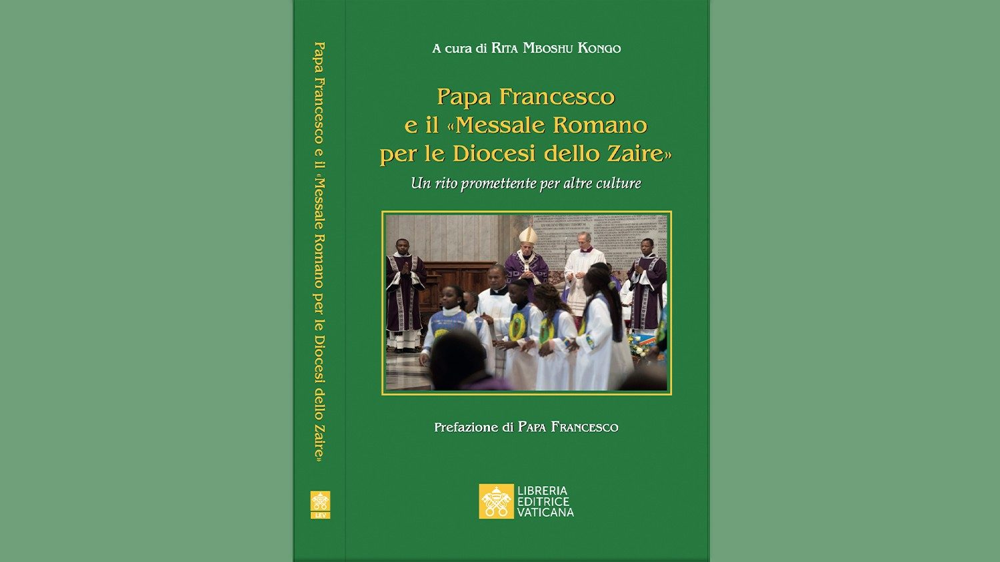 Papa Francesco e il «Messale Romano per le Diocesi dello Zaire»
LEV
A cura di RITA MBOSHU KONGO
Papa Francesco
e il «Messale Romano
per le Diocesi dello Zaire»
Un rito promettente per altre culture
Prefazione di PAPA FRANCESCO
LIBRERIA
EDITRICE
VATICANA